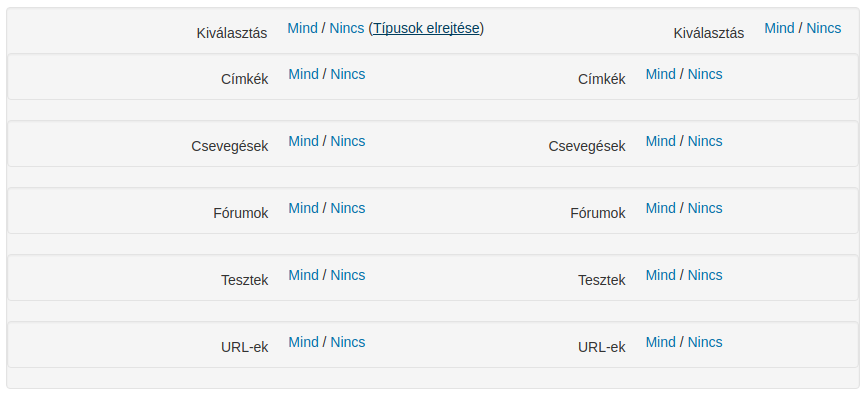 Kiválasztás Mind / Nincs (Típusok elrejtése) Kiválasztás Mind / Nincs
Címkék Mind / Nincs Címkék Mind / Nincs
Csevegések Mind / Nincs Csevegések Mind / Nincs
Fórumok Mind / Nincs Fórumok Mind / Nincs
Tesztek Mind / Nincs Tesztek Mind / Nincs
URL-ek Mind / Nincs URL-ek Mind / Nincs